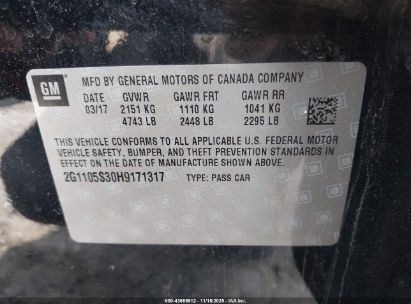 GM
MFD BY GENERAL MOTORS OF CANADA COMPANY
DATE GVWR GAWR FRT GAWR RR
03/17 2151 KG 1110 KG 1041 KG
4743 LB 2448 LB 2295 LB
THIS VEHICLE CONFORMS TO ALL APPLICABLE U.S. FEDERAL MOTOR
VEHICLE SAFETY, BUMPER, AND THEFT PREVENTION STANDARDS IN
EFFECT ON THE DATE OF MANUFACTURE SHOWN ABOVE.
2G1105S30H9171317 TYPE: PASS CAR